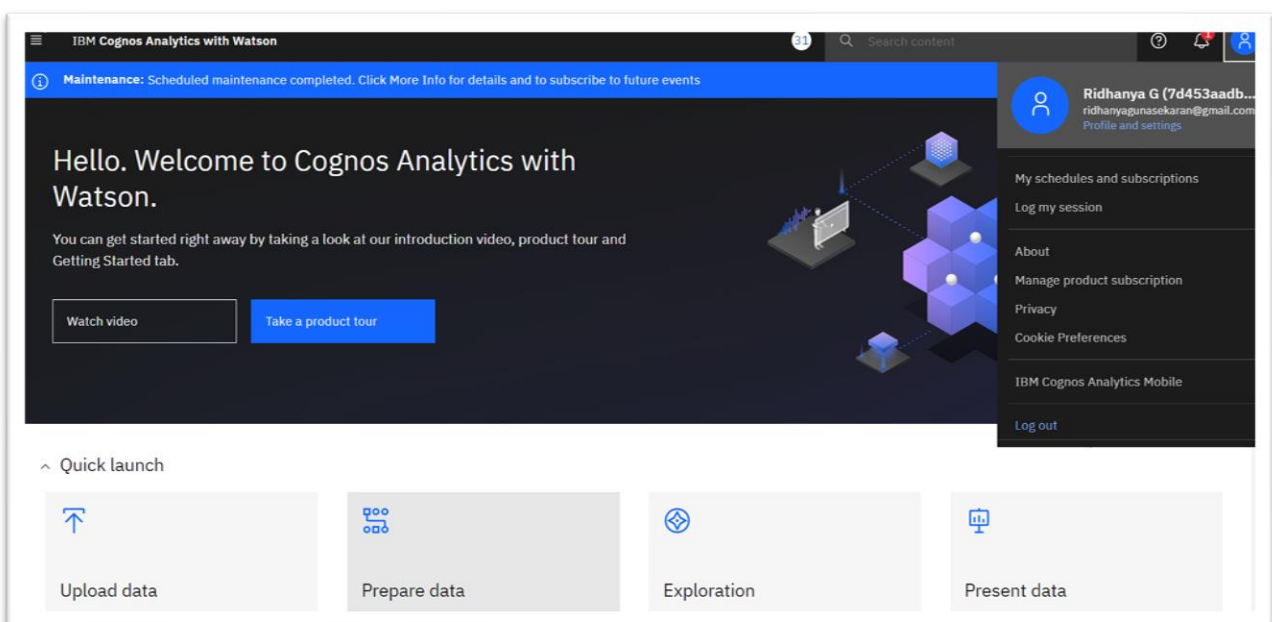 IBM Cognos Analytics with Watson
31
Search content
1
Maintenance: Scheduled maintenance completed. Click More Info for details and to subscribe to future events
Ridhanya G (7d453aadb...
ridhanyagunasekaran@gmail.com
Profile and settings
My schedules and subscriptions
Log my session
About
Manage product subscription
Privacy
Cookie Preferences
IBM Cognos Analytics Mobile
Log out
Hello. Welcome to Cognos Analytics with
Watson.
You can get started right away by taking a look at our introduction video, product tour and
Getting Started tab.
Watch video
Take a product tour
Quick launch
Upload data
Prepare data
Exploration
Present data